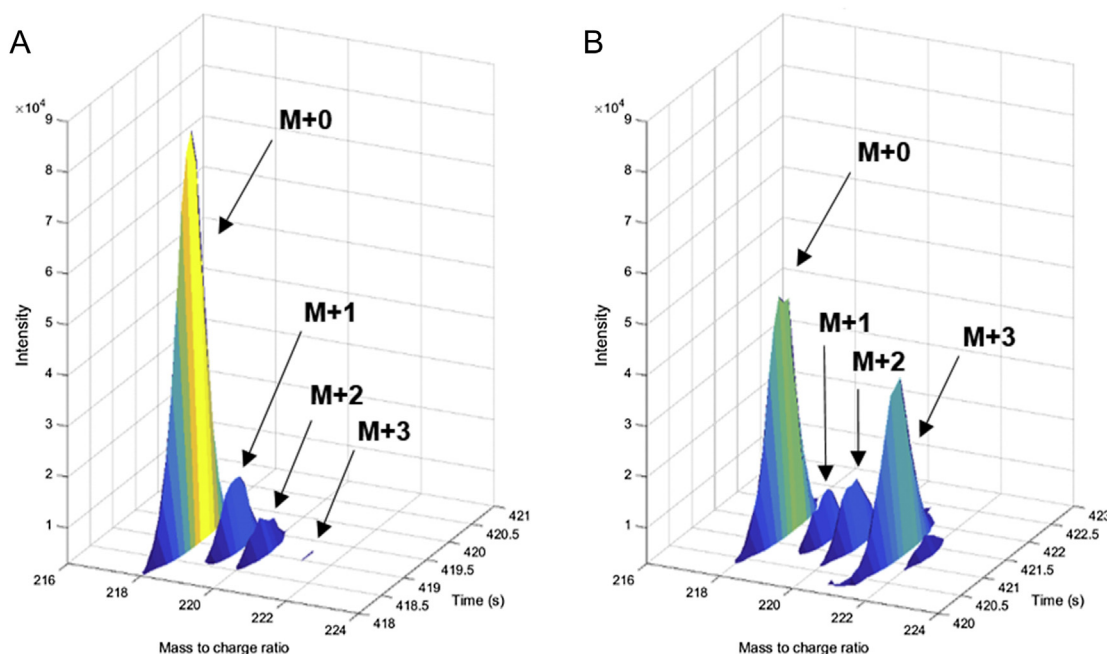 A
B
×10⁴
9
8
7
6
5
4
3
2
1
Intensity
M+0
M+1
M+2
M+3
216
218
220
222
224
Mass to charge ratio
418
418.5
419
419.5
420
420.5
421
Time (s)
×10⁴
9
8
7
6
5
4
3
2
1
Intensity
M+0
M+1
M+2
M+3
216
218
220
222
224
Mass to charge ratio
420
420.5
421
421.5
422
422.5
423
Time (s)